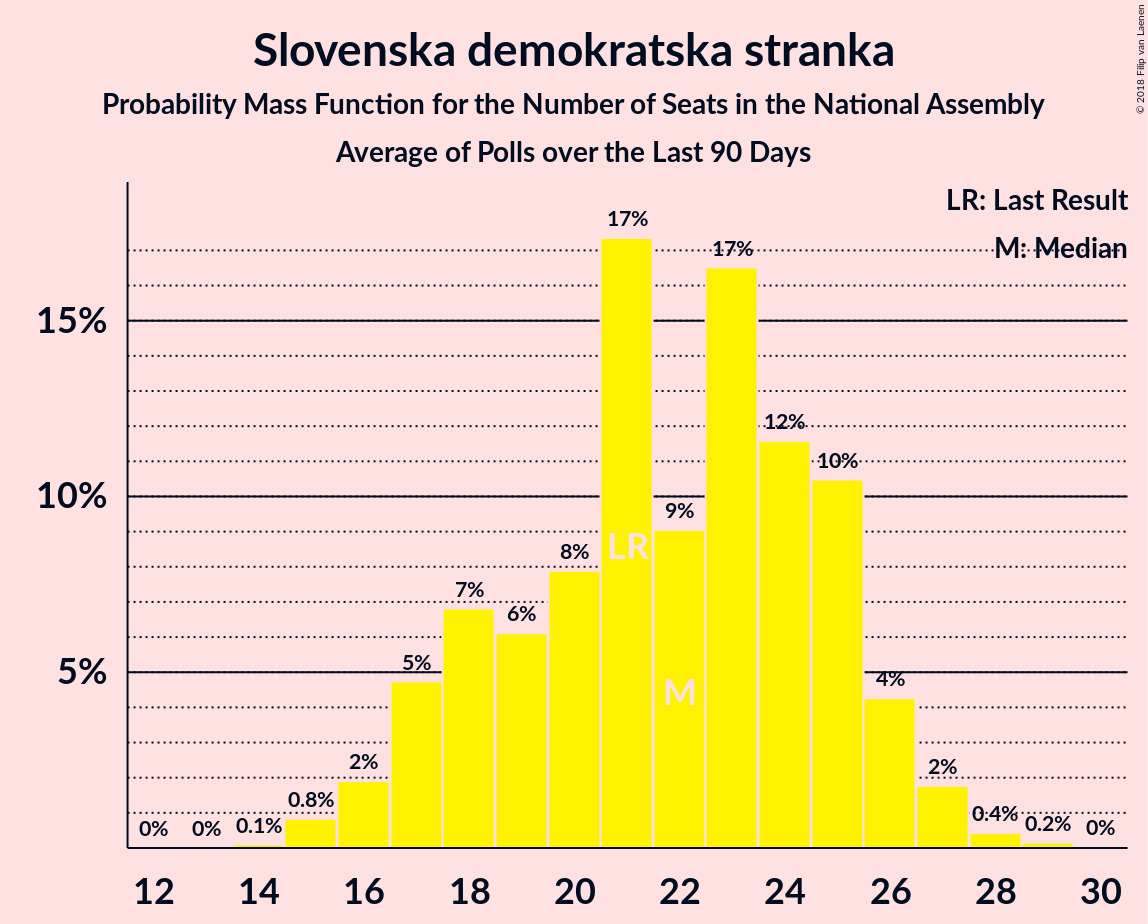 Slovenska demokratska stranka
Probability Mass Function for the Number of Seats in the National Assembly
Average of Polls over the Last 90 Days
© 2018 Filip van Laenen
LR: Last Result
M: Median
15%
10%
5%
0%
0%
0.1%
0.8%
2%
5%
7%
6%
8%
17%
9%
17%
12%
10%
4%
2%
0.4%
0.2%
0%
LR
M
12 14 16 18 20 22 24 26 28 30